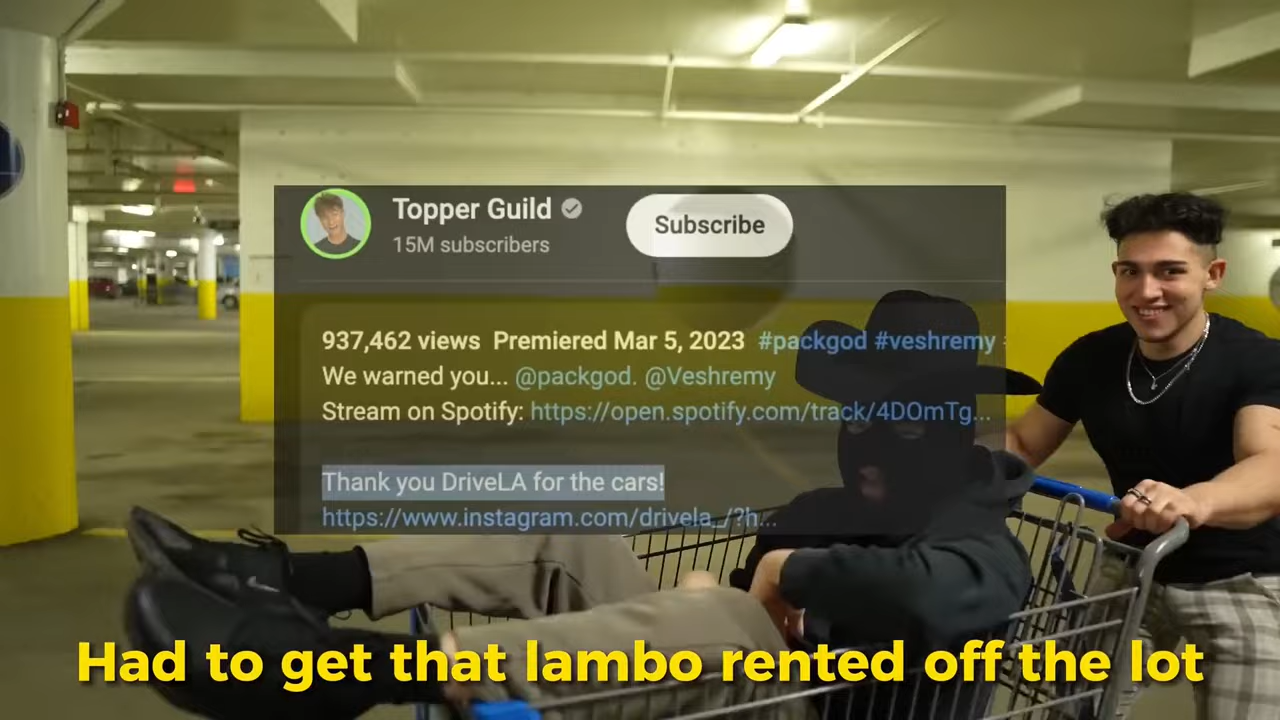 Topper Guild
15M subscribers
Subscribe
937,462 views Premiered Mar 5, 2023 #packgod #veshremy
We warned you... @packgod. @Veshremy
Stream on Spotify: https://open.spotify.com/track/4DOmTg...
Thank you DriveLA for the cars!
https://www.instagram.com/drivela_/?h...
Had to get that lambo rented off the lot